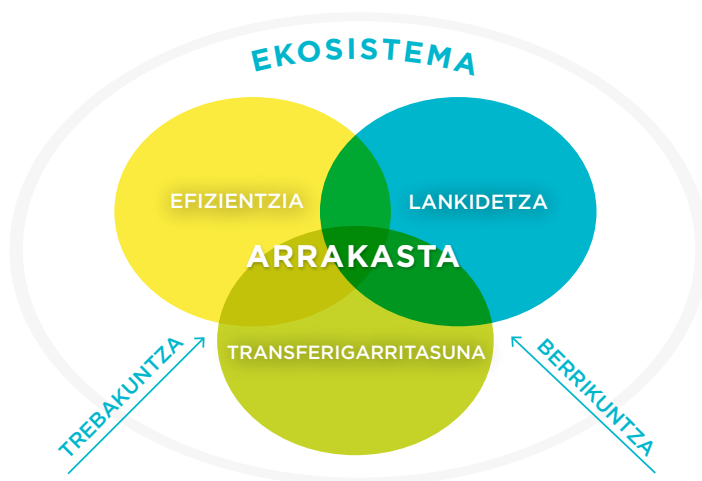 EKOSISTEMA
EFIZIENTZIA
LANKIDETZA
ARRAKASTA
TRANSFERIGARRITASUNA
TREBAKUNTZA
BERRIKUNTZA